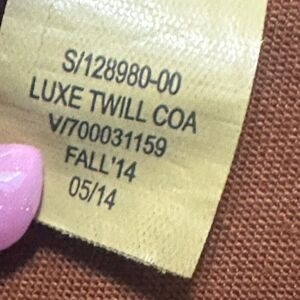 S/128980-00
LUXE TWILL COA
V/700031159
FALL'14
05/14